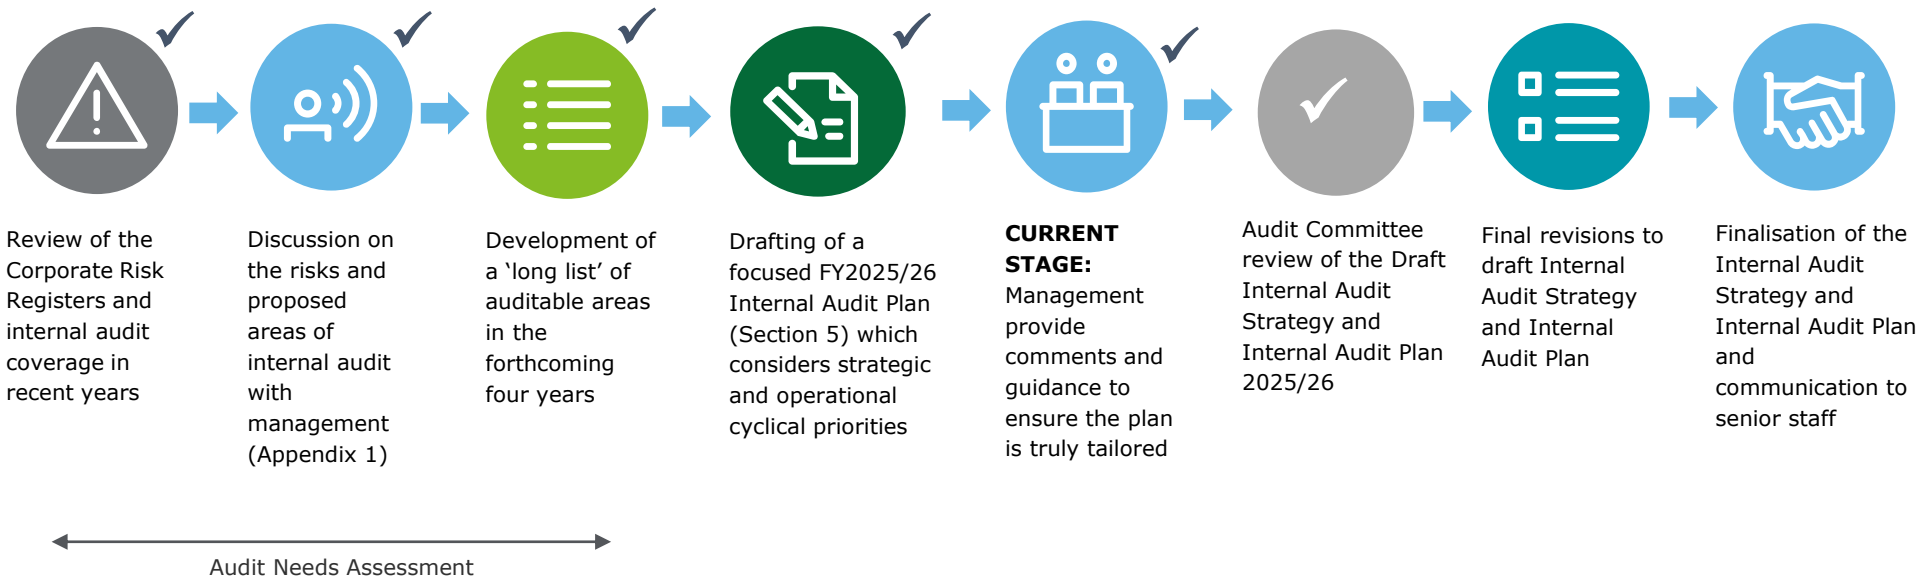 Review of the
Corporate Risk
Registers and
internal audit
coverage in
recent years
Discussion on
the risks and
proposed
areas of
internal audit
with
management
(Appendix 1)
Development of
a ‘long list’ of
auditable areas
in the
forthcoming
four years
Drafting of a
focused FY2025/26
Internal Audit Plan
(Section 5) which
considers strategic
and operational
cyclical priorities
CURRENT
STAGE:
Management
provide
comments and
guidance to
ensure the plan
is truly tailored
Audit Committee
review of the Draft
Internal Audit
Strategy and
Internal Audit Plan
2025/26
Final revisions to
draft Internal
Audit Strategy
and Internal
Audit Plan
Finalisation of the
Internal Audit
Strategy and
Internal Audit Plan
and
communication to
senior staff
Audit Needs Assessment